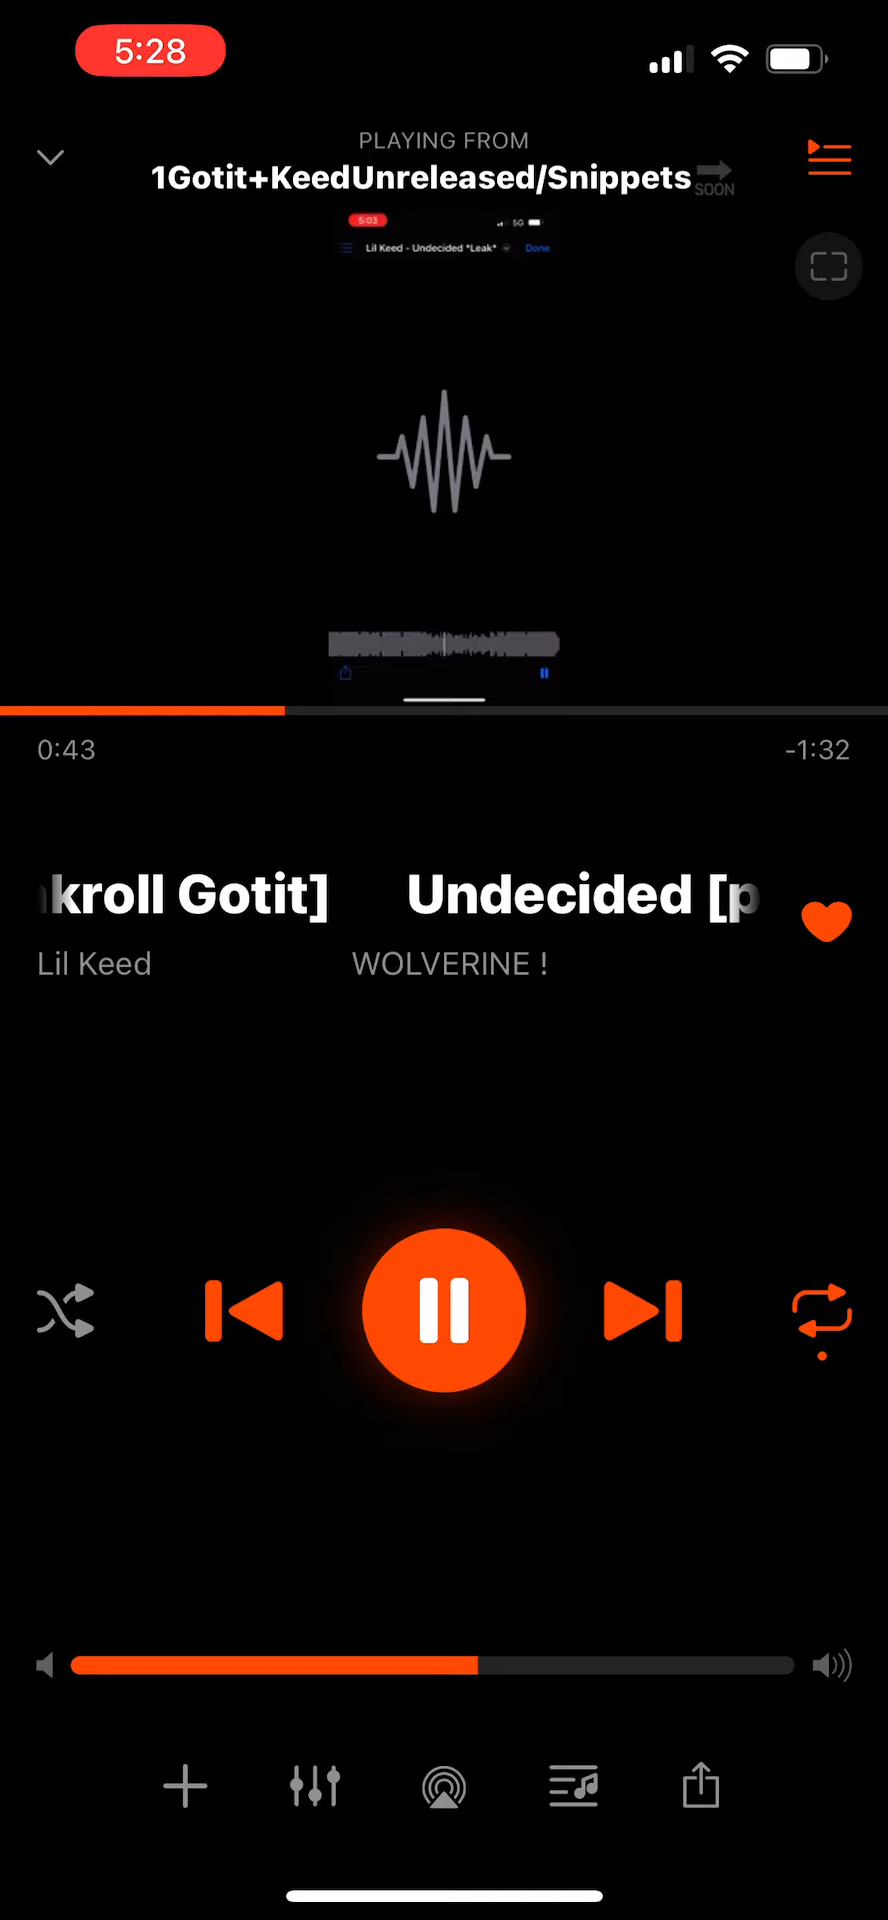 5:28
PLAYING FROM
1Gotit+KeedUnreleased/Snippets
SOON
5:03
5G
Lil Keed - Undecided *Leak*
Done
0:43
-1:32
kroll Gotit] Undecided [p
Lil Keed WOLVERINE !